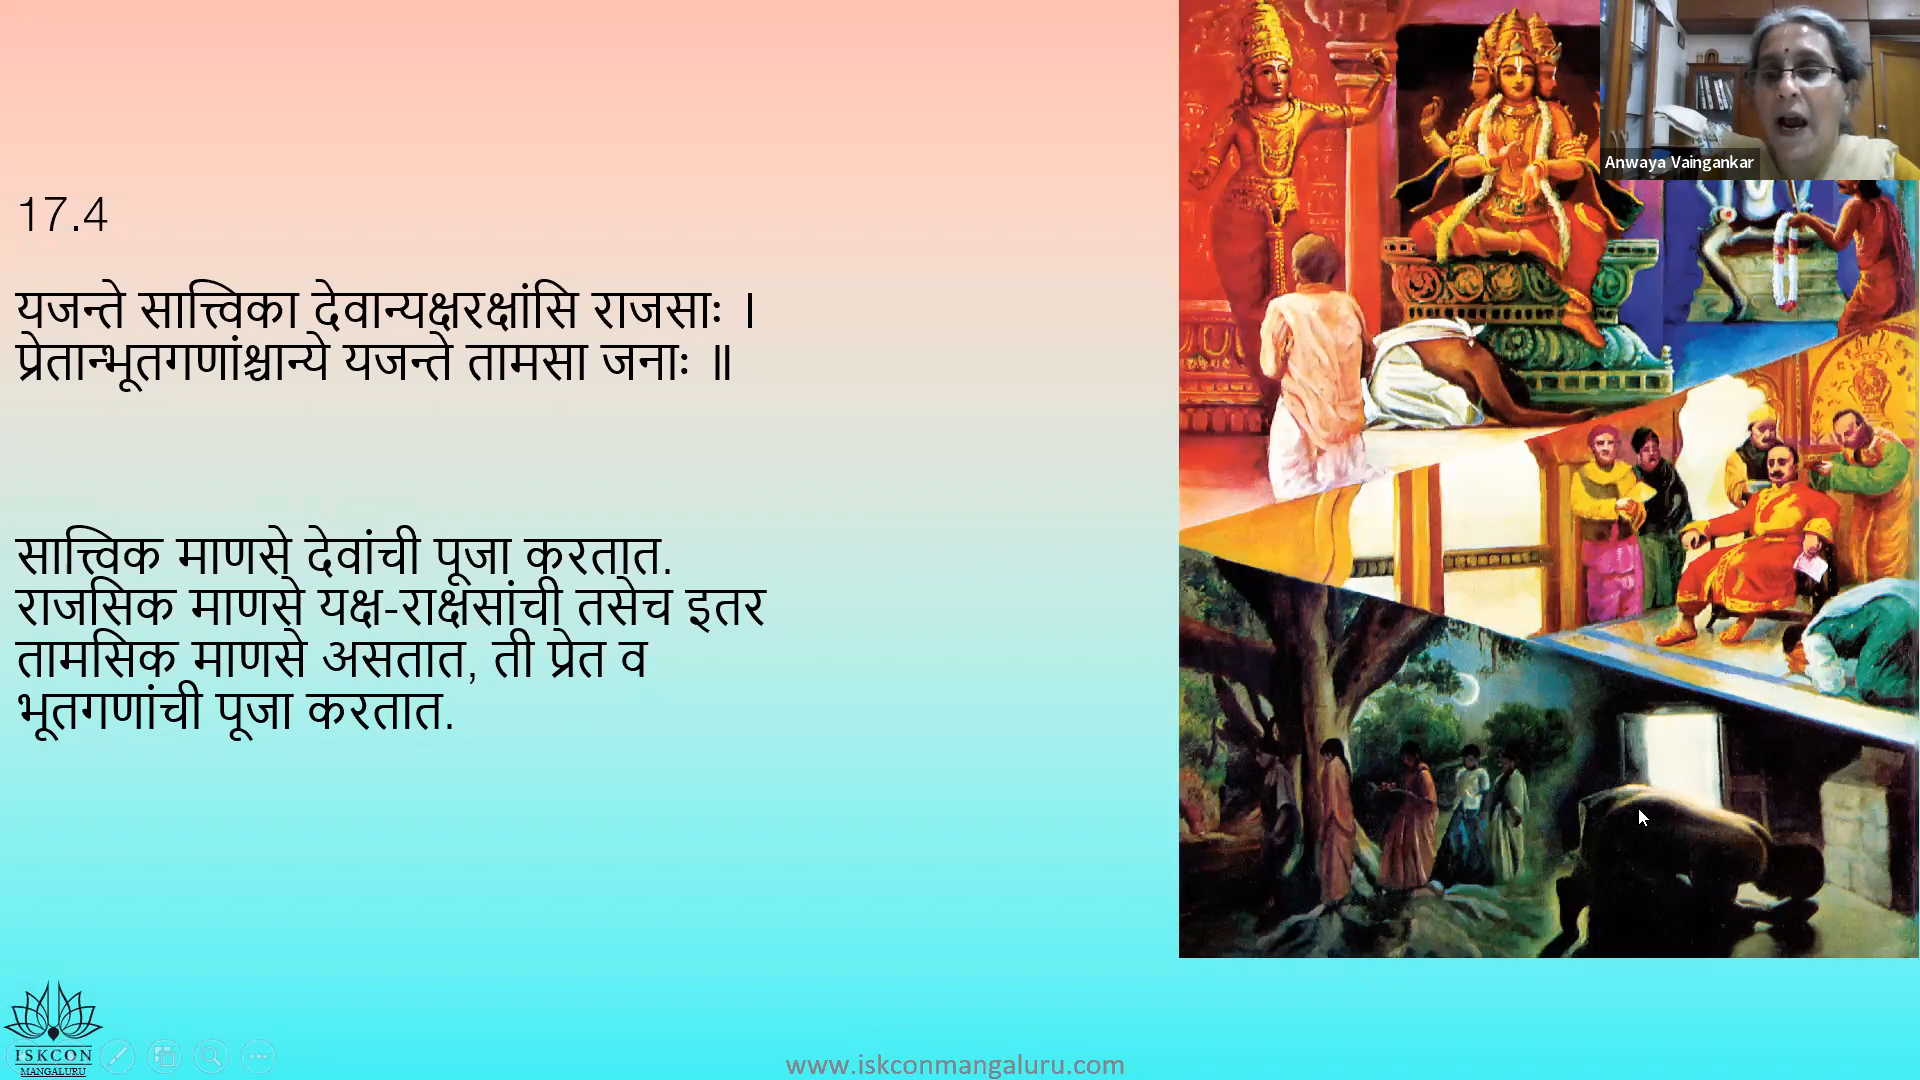 17.4
यजन्ते सात्त्विका देवान्यक्षरक्षांसि राजसाः ।
प्रेतान्भूतगणांश्चान्ये यजन्ते तामसा जनाः ॥
सात्त्विक माणसे देवांची पूजा करतात.
राजसिक माणसे यक्ष-राक्षसांची तसेच इतर
तामसिक माणसे असतात, ती प्रेत व
भूतगणांची पूजा करतात.
Anwaya Vaingankar
ISKCON
MANGALURU
www.iskconmangaluru.com